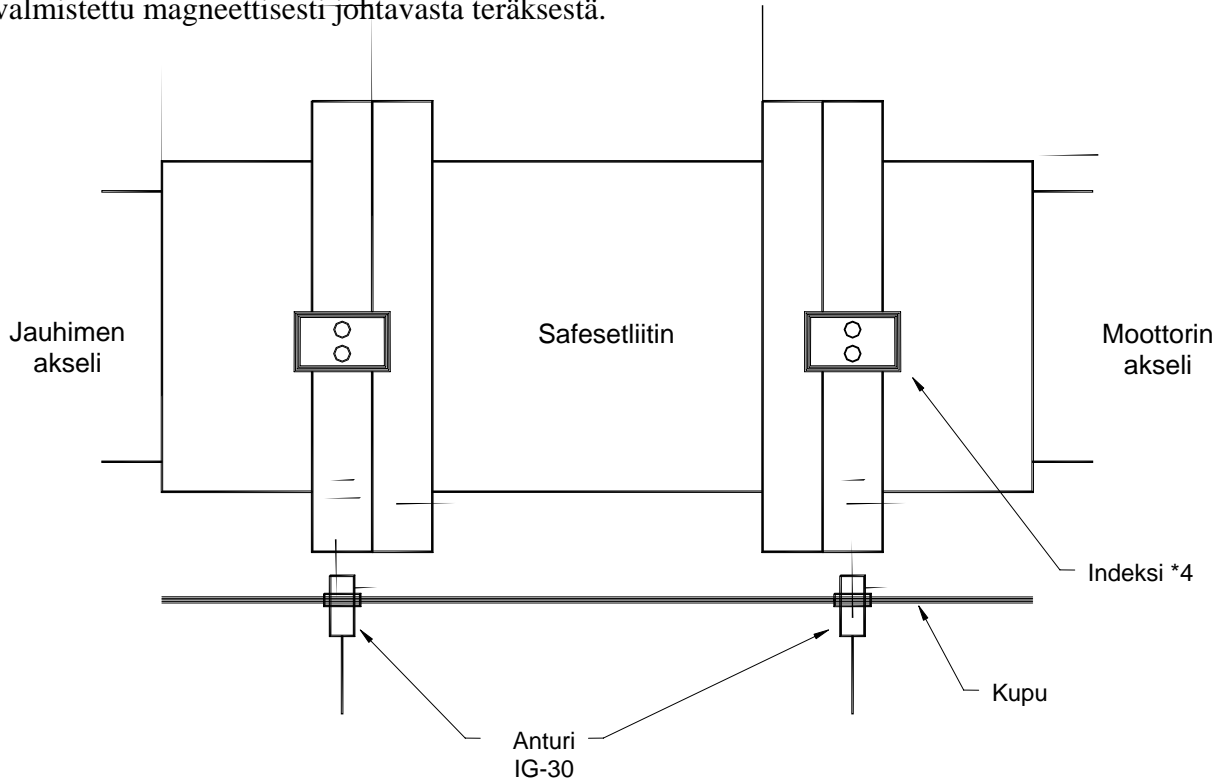 valmistettu magneettisesti johtavasta teräksestä.
Jauhimen
akseli
Safesetliitin
Moottorin
akseli
Indeksi *4
Kupu
Anturi
IG-30